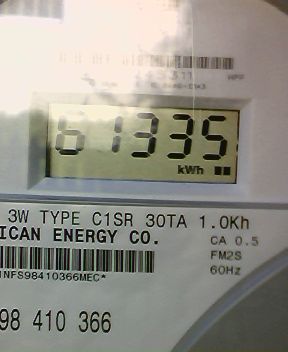 61335
kWh
3W TYPE C1SR 30TA 1.0Kh
ICAN ENERGY CO.
CA 0.5
FM2S
60Hz
INFS98410366MEC*
98 410 366